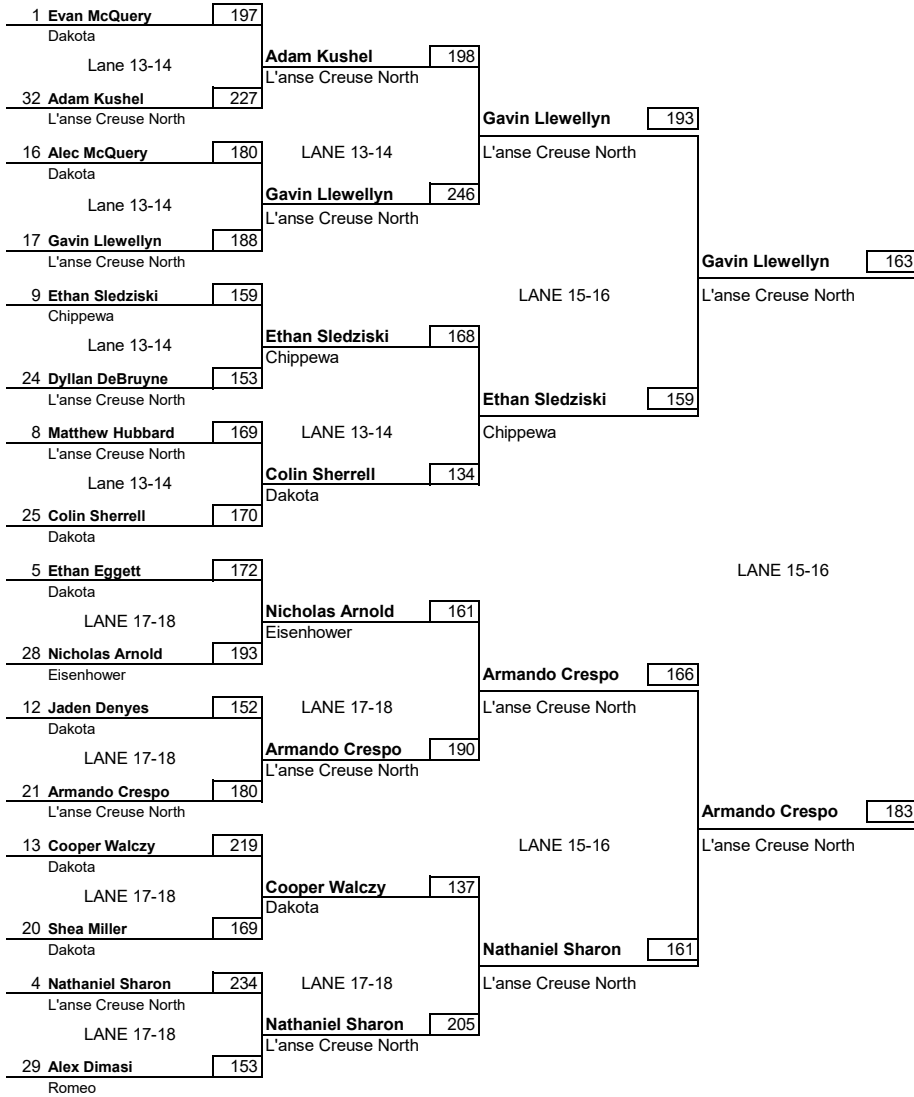 1 Evan McQuery 197
Dakota
Lane 13-14
Adam Kushel 198
L'anse Creuse North
32 Adam Kushel 227
L'anse Creuse North
Gavin Llewellyn 193
16 Alec McQuery 180
LANE 13-14
L'anse Creuse North
Dakota
Lane 13-14
Gavin Llewellyn 246
L'anse Creuse North
17 Gavin Llewellyn 188
L'anse Creuse North
Gavin Llewellyn 163
9 Ethan Sledziski 159
LANE 15-16
L'anse Creuse North
Chippewa
Lane 13-14
Ethan Sledziski 168
Chippewa
24 Dyllan DeBruyne 153
L'anse Creuse North
Ethan Sledziski 159
8 Matthew Hubbard 169
LANE 13-14
Chippewa
L'anse Creuse North
Lane 13-14
Colin Sherrell 134
Dakota
25 Colin Sherrell 170
Dakota
5 Ethan Eggett 172
LANE 15-16
Dakota
LANE 17-18
Nicholas Arnold 161
Eisenhower
28 Nicholas Arnold 193
Eisenhower
Armando Crespo 166
12 Jaden Denyes 152
LANE 17-18
L'anse Creuse North
Dakota
LANE 17-18
Armando Crespo 190
L'anse Creuse North
21 Armando Crespo 180
L'anse Creuse North
Armando Crespo 183
13 Cooper Walczy 219
LANE 15-16
L'anse Creuse North
Dakota
LANE 17-18
Cooper Walczy 137
Dakota
20 Shea Miller 169
Dakota
Nathaniel Sharon 161
4 Nathaniel Sharon 234
LANE 17-18
L'anse Creuse North
L'anse Creuse North
LANE 17-18
Nathaniel Sharon 205
L'anse Creuse North
29 Alex Dimasi 153
Romeo